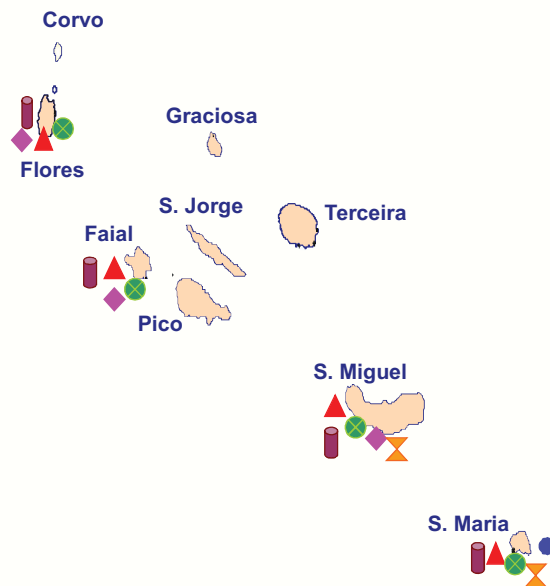 Corvo
Graciosa
Flores
S. Jorge
Terceira
Faial
Pico
S. Miguel
S. Maria